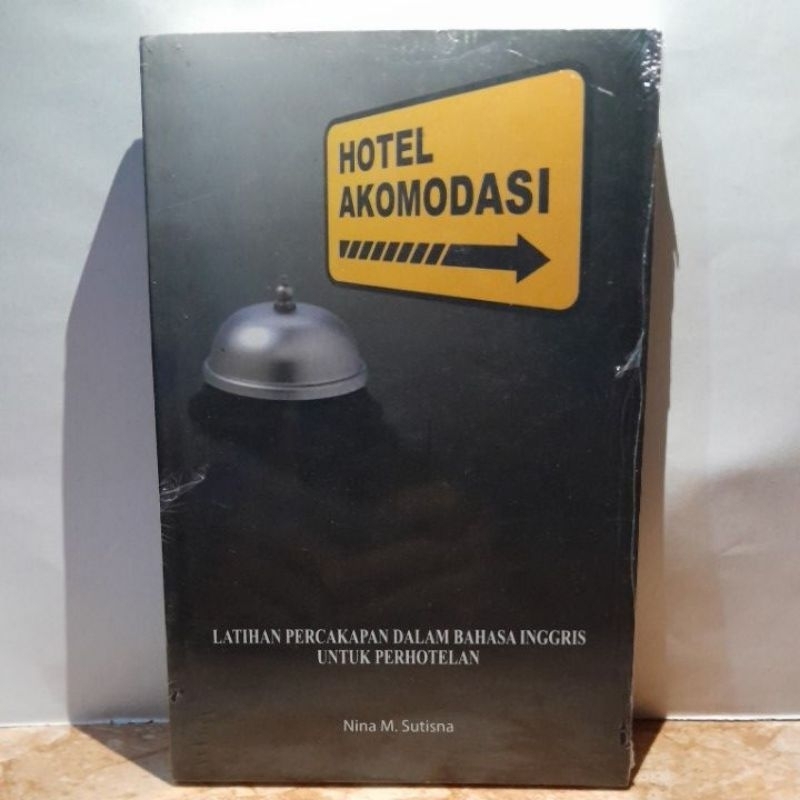 HOTEL
AKOMODASI
LATIHAN PERCAKAPAN DALAM BAHASA INGGRIS
UNTUK PERHOTELAN
Nina M. Sutisna